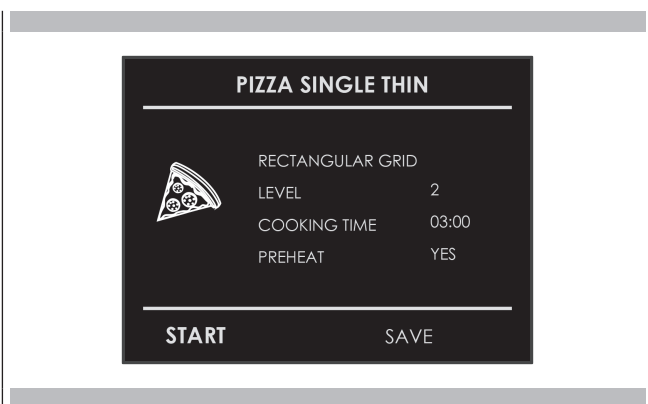 PIZZA SINGLE THIN
RECTANGULAR GRID
LEVEL 2
COOKING TIME 03:00
PREHEAT YES
START SAVE